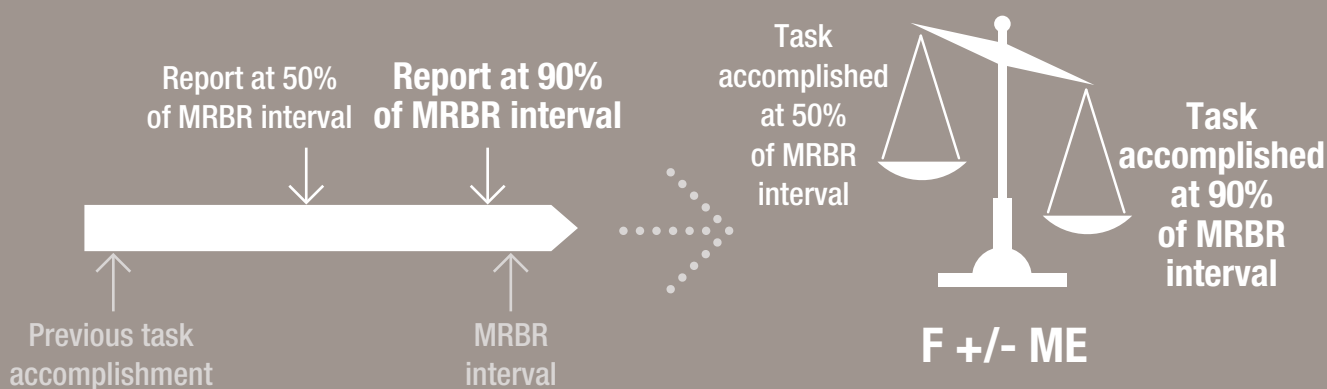 Report at 50%
of MRBR interval
Report at 90%
of MRBR interval
Previous task
accomplishment
MRBR
interval
Task
accomplished
at 50%
of MRBR
interval
Task
accomplished
at 90%
of MRBR
interval
F +/- ME